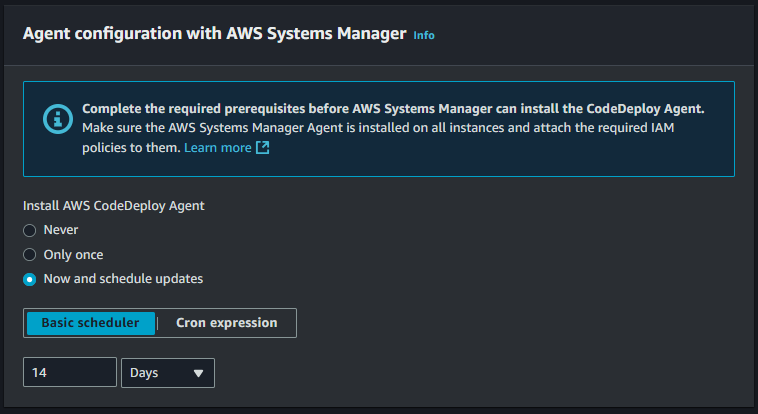 Agent configuration with AWS Systems Manager Info
Complete the required prerequisites before AWS Systems Manager can install the CodeDeploy Agent.
Make sure the AWS Systems Manager Agent is installed on all instances and attach the required IAM
policies to them. Learn more
Install AWS CodeDeploy Agent
Never
Only once
Now and schedule updates
Basic scheduler Cron expression
14 Days